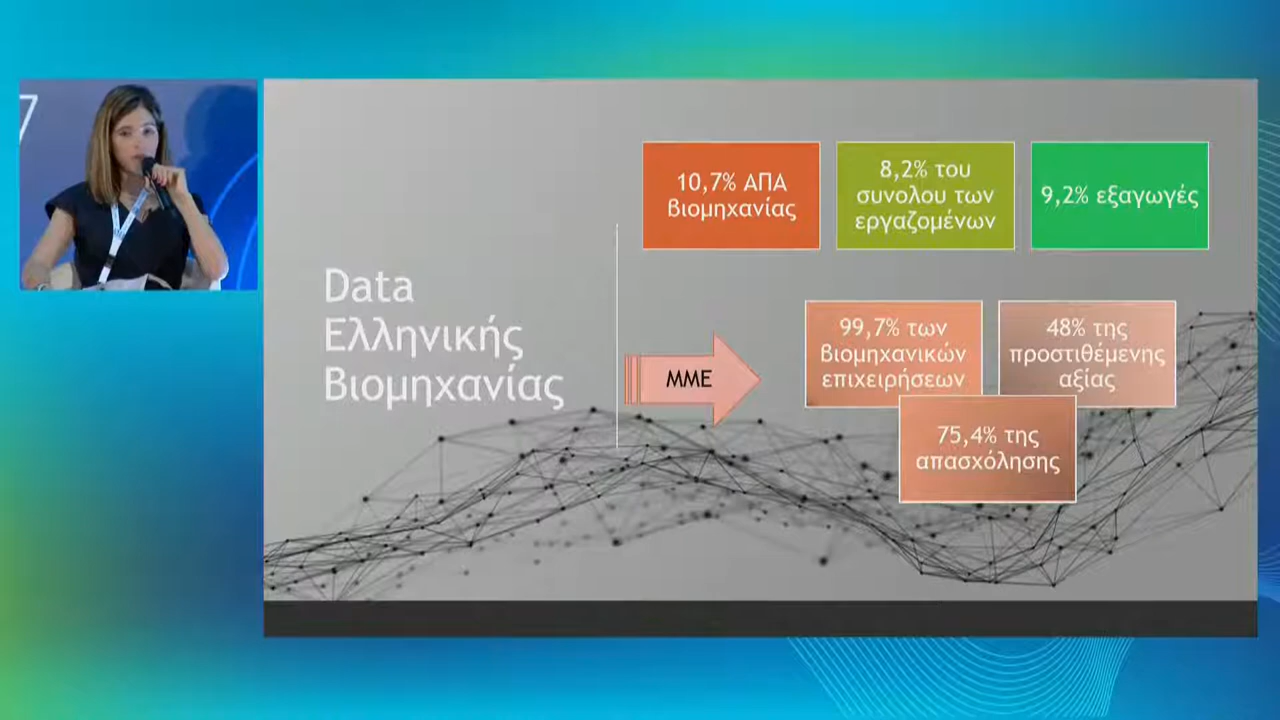 7
Data
Ελληνικής
Βιομηχανίας
10,7% ΑΠΑ
βιομηχανίας
8,2% του
συνολου των
εργαζομένων
9,2% εξαγωγές
ΜΜΕ
99,7% των
βιομηχανικών
επιχειρήσεων
48% της
προστιθέμενης
αξίας
75,4% της
απασχόλησης